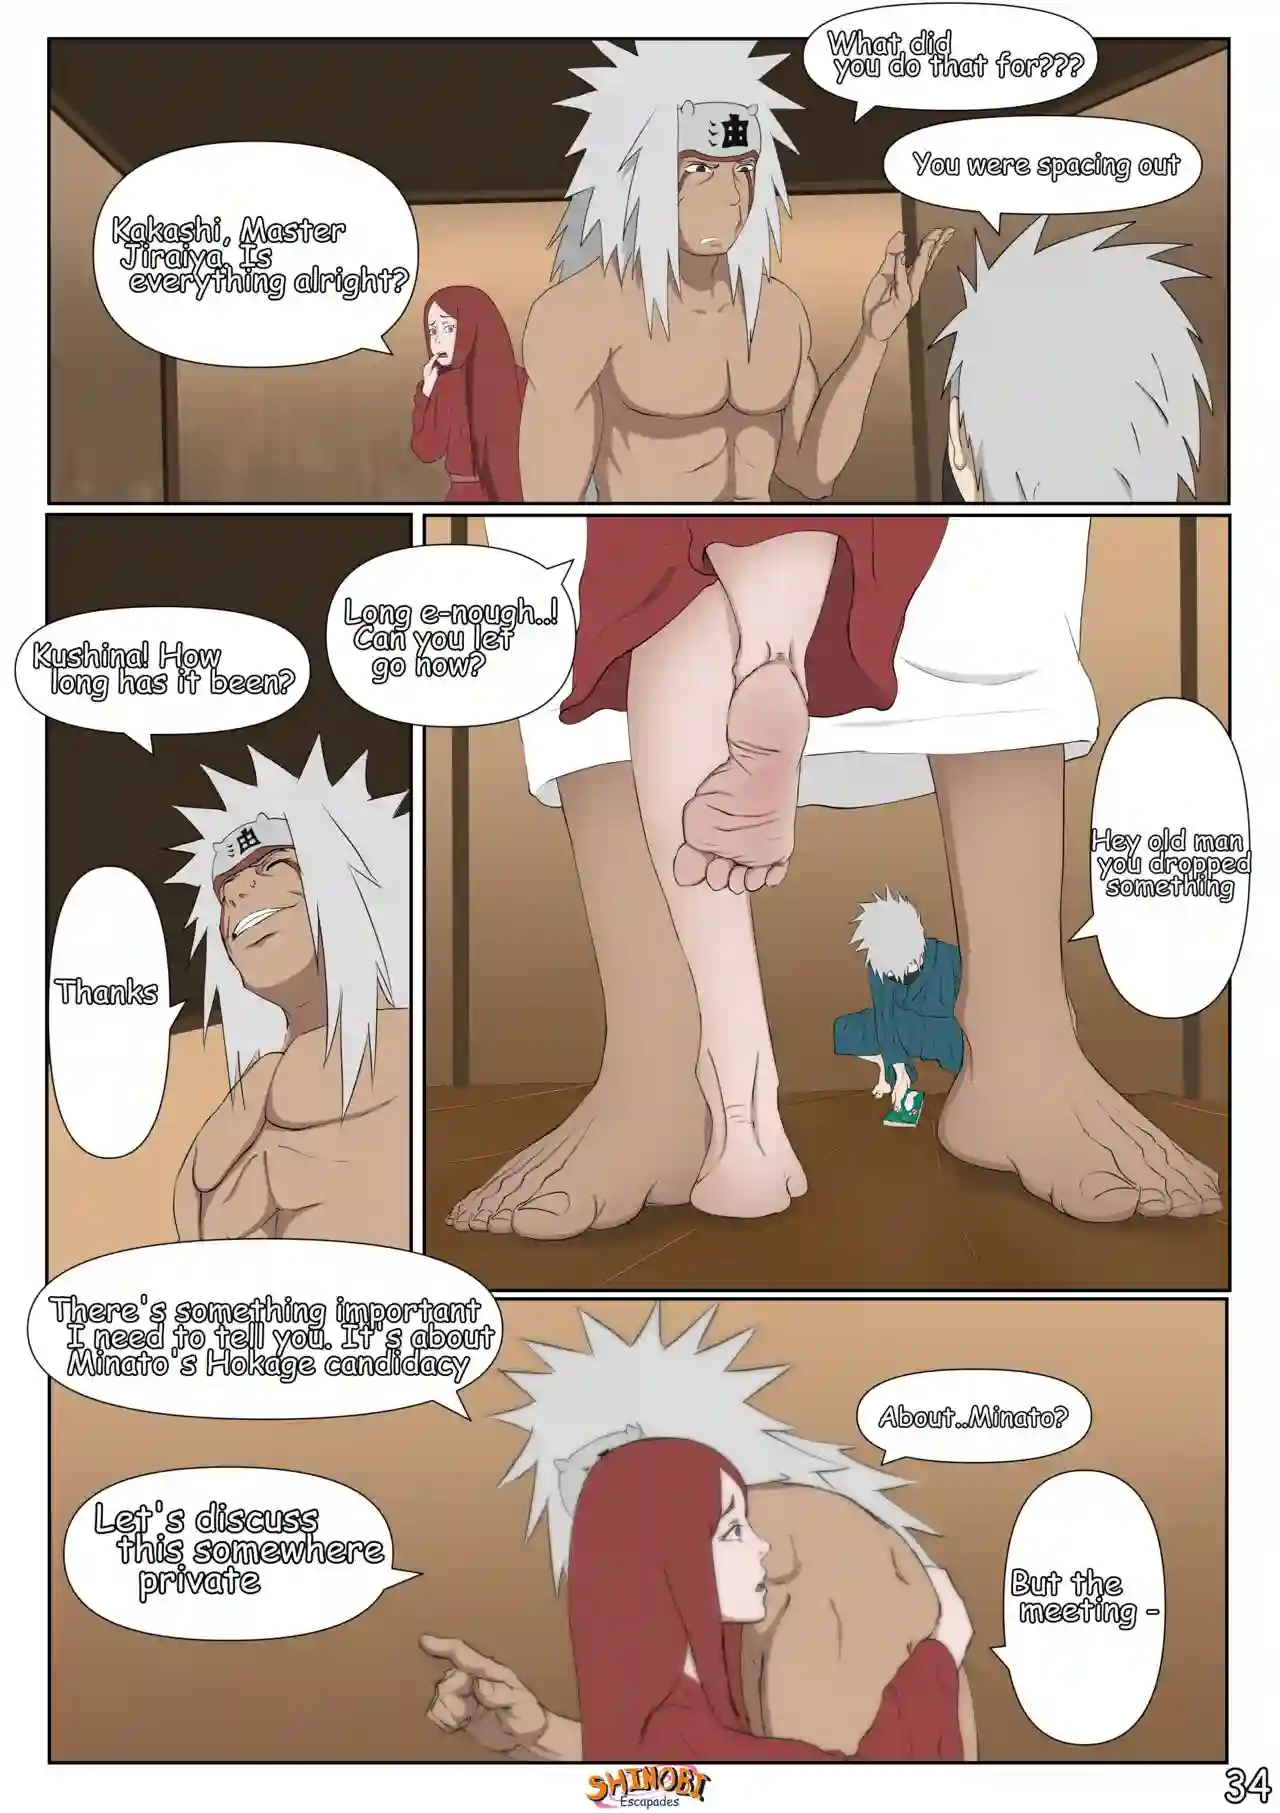 What did
you do that for???
You were spacing out
Kakashi, Master
Jiraiya. Is
everything alright?
油
Kushina! How
long has it been?
Long e-nough..!
Can you let
go now?
Hey old man
you dropped
something
Thanks
油
There's something important
I need to tell you. It's about
Minato's Hokage candidacy
About..Minato?
Let's discuss
this somewhere
private
But the
meeting -
SHINOBI
Escapades
34